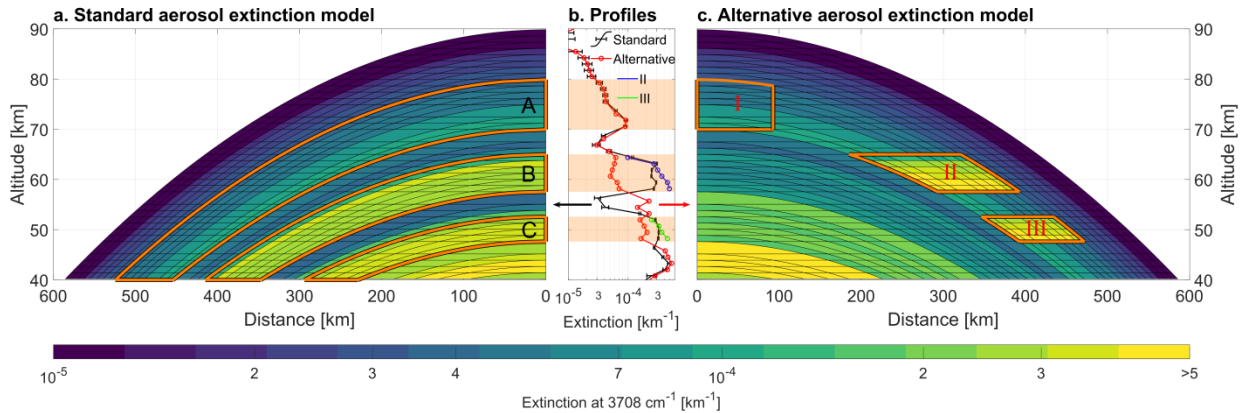 a. Standard aerosol extinction model
b. Profiles
c. Alternative aerosol extinction model
90
80
70
60
50
40
Altitude [km]
A
B
C
600
500
400
300
200
100
0
Distance [km]
Standard
Alternative
II
III
10-5
3
10-4
3
Extinction [km-1]
I
II
III
90
80
70
60
50
40
Altitude [km]
0
100
200
300
400
500
600
Distance [km]
10-5
2
3
4
7
10-4
2
3
>5
Extinction at 3708 cm-1 [km-1]